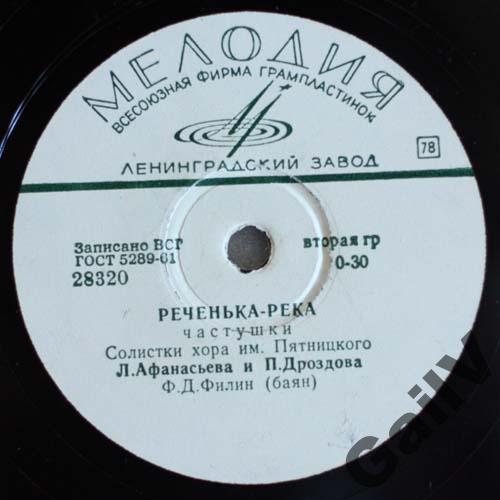 МЕЛОДИЯ
ВСЕСОЮЗНАЯ ФИРМА ГРАМПЛАСТИНОК
ЛЕНИНГРАДСКИЙ ЗАВОД
78
Записано ВСГ
ГОСТ 5289-61
28320
вторая гр
0-30
РЕЧЕНЬКА-РЕКА
частушки
Солистки хора им. Пятницкого
Л.Афанасьева и П.Дроздова
Ф.Д.Филин (баян)
GailV